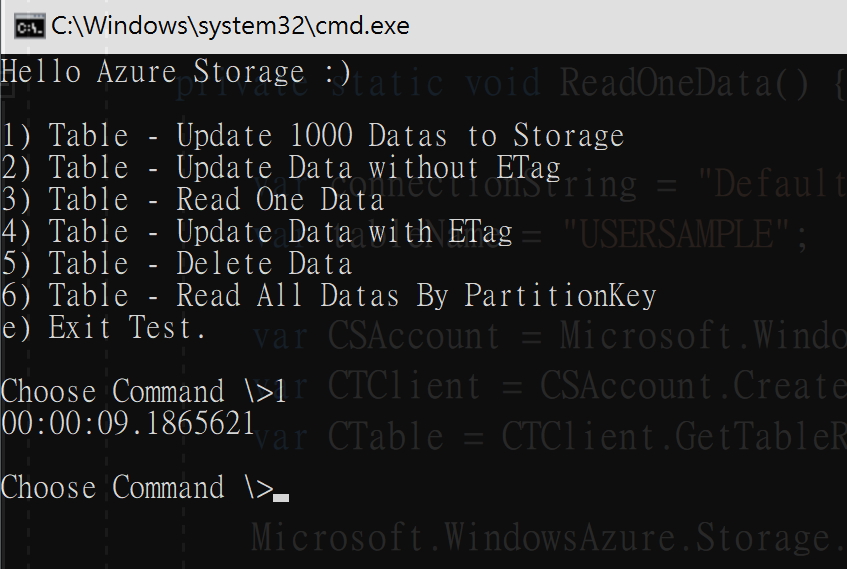 C:\Windows\system32\cmd.exe
Hello Azure Storage :)
private static void ReadOneData() {
1) Table - Update 1000 Datas to Storage
2) Table - Update Data without ETag
var connectionString = "Default
3) Table - Read One Data
4) Table - Update Data with ETag
var tableName = "USERSAMPLE";
5) Table - Delete Data
6) Table - Read All Datas By PartitionKey
e) Exit Test.
var CSAccount = Microsoft.Windo
Choose Command \>1
var CTClient = CSAccount.Create
00:00:09.1865621
var CTable = CTClient.GetTableR
Choose Command \>
Microsoft.WindowsAzure.Storage.